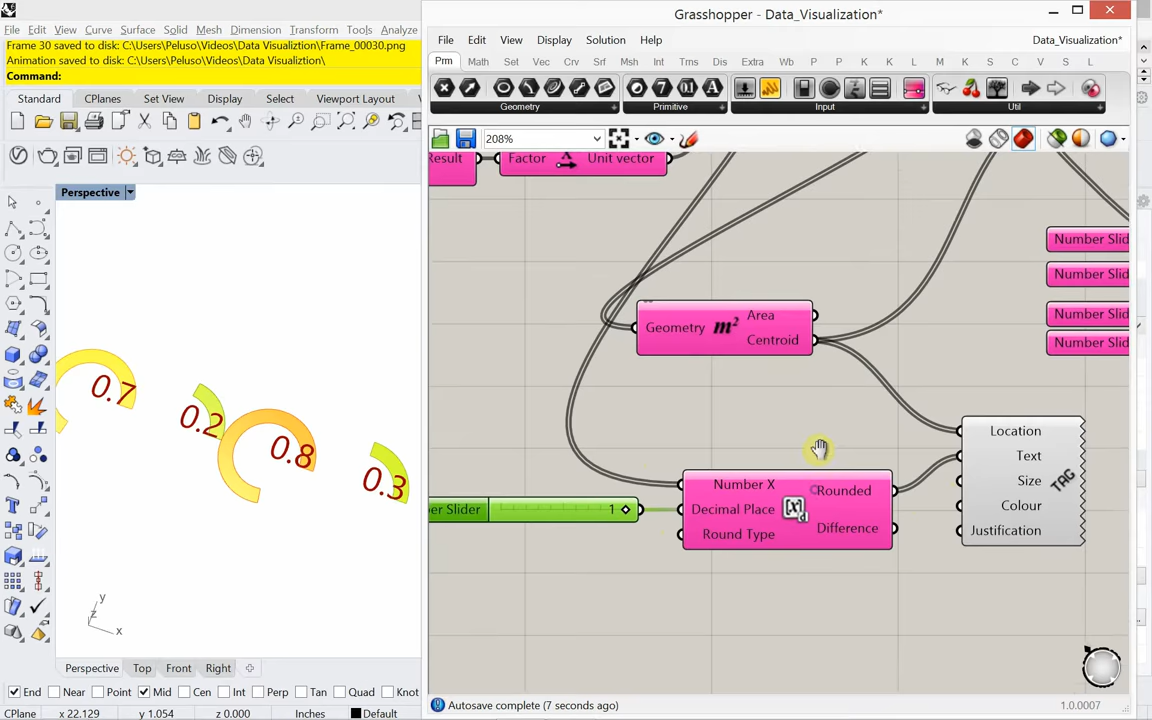 Grasshopper - Data_Visualization*
File Edit View Curve Surface Solid Mesh Dimension Transform Tools Analyze
Frame 30 saved to disk: C:\Users\Peluso\Videos\Data Visualiztion\Frame_00030.png
Animation saved to disk: C:\Users\Peluso\Videos\Data Visualiztion\
Command:
File Edit View Display Solution Help
Data_Visualization*
Prm Math Set Vec Crv Srf Msh Int Trns Dis Extra Wb P P K L M K S C V S L
Standard CPlanes Set View Display Select Viewport Layout
Geometry
Primitive
Input
Util
208%
Result
Factor
Unit vector
Perspective
Number Slid
Number Slid
Number Slid
Number Slid
Geometry
m²
Area
Centroid
0.7
0.2
0.8
0.3
Location
Text
Size
Colour
Justification
TAG
er Slider
1
Number X
Decimal Place
Round Type
Rounded
Difference
y
z
x
Perspective Top Front Right
End Near Point Mid Cen Int Perp Tan Quad Knot
CPlane x 22.129 y 1.054 z 0.000 Inches Default
Autosave complete (7 seconds ago)
1.0.0007